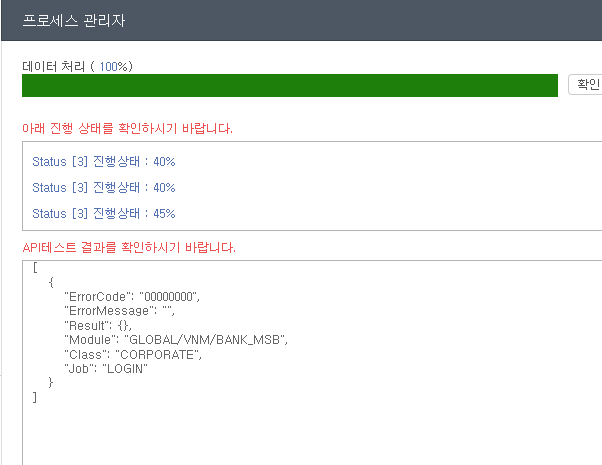 프로세스 관리자
데이터 처리 ( 100%)
확인
아래 진행 상태를 확인하시기 바랍니다.
Status [3] 진행상태 : 40%
Status [3] 진행상태 : 40%
Status [3] 진행상태 : 45%
API테스트 결과를 확인하시기 바랍니다.
[
{
"ErrorCode": "00000000",
"ErrorMessage": "",
"Result": {},
"Module": "GLOBAL/VNM/BANK_MSB",
"Class": "CORPORATE",
"Job": "LOGIN"
}
]